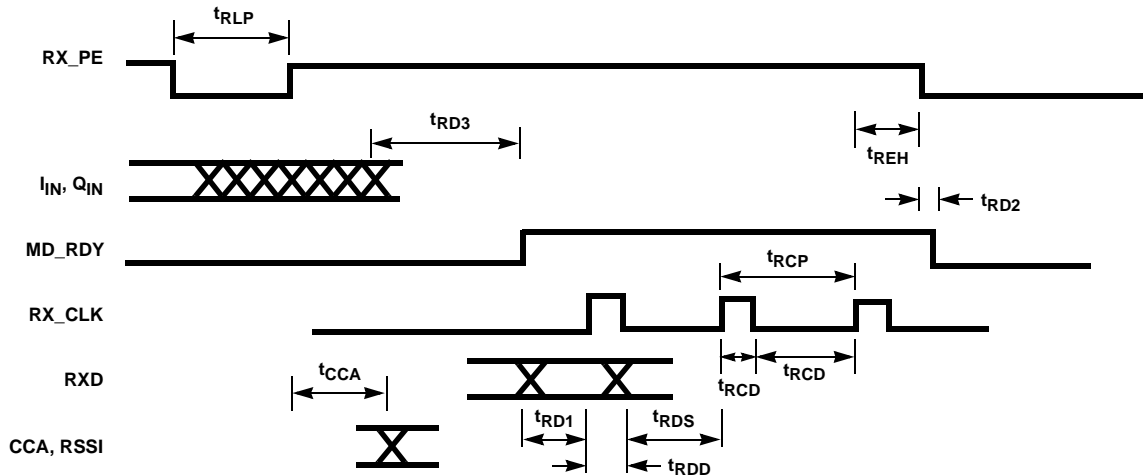 tRLP
RX_PE
tRD3
tREH
IIN, QIN
tRD2
MD_RDY
tRCP
RX_CLK
RXD
tCCA
tRCD
tRCD
tRD1
tRDS
CCA, RSSI
tRDD